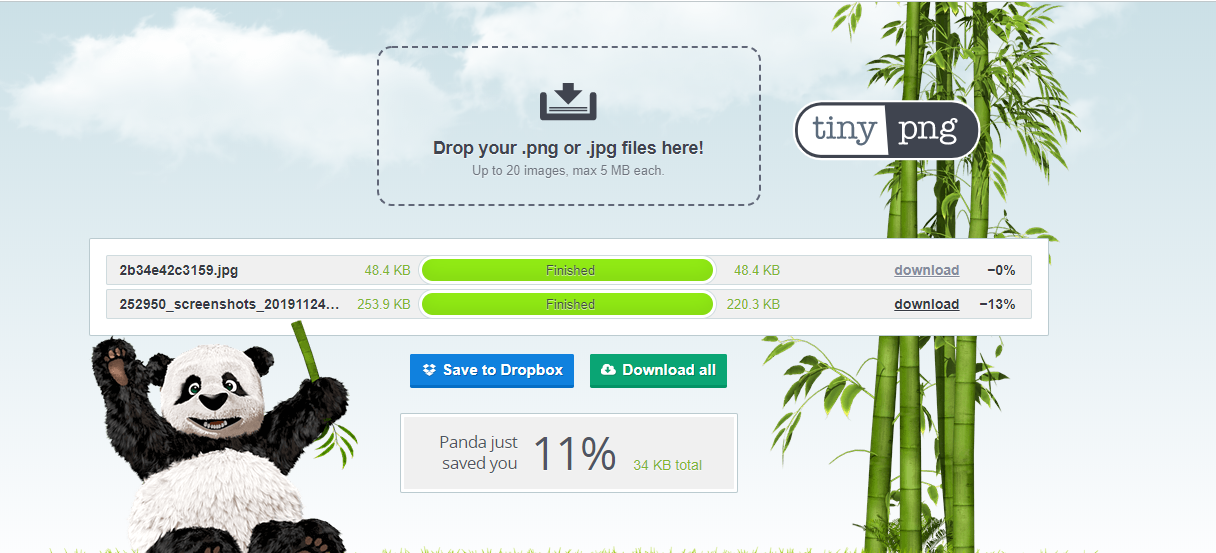 Drop your .png or .jpg files here!
Up to 20 images, max 5 MB each.
tiny png
2b34e42c3159.jpg 48.4 KB Finished 48.4 KB download −0%
252950_screenshots_20191124... 253.9 KB Finished 220.3 KB download −13%
Save to Dropbox Download all
Panda just
saved you 11% 34 KB total